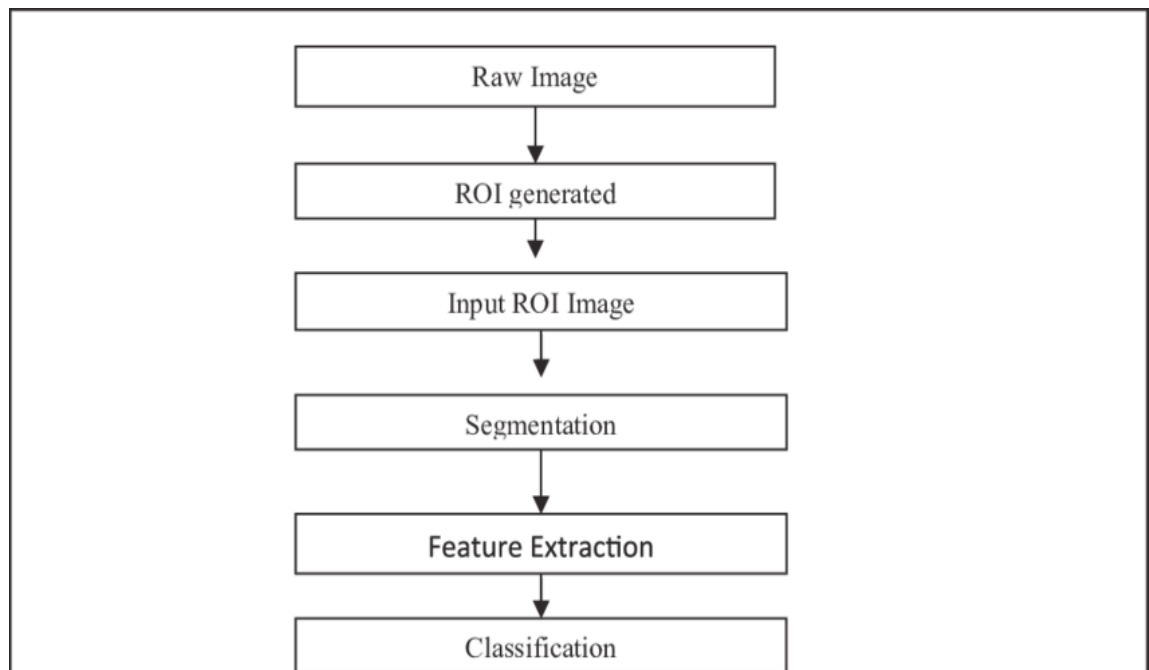 Raw Image
ROI generated
Input ROI Image
Segmentation
Feature Extraction
Classification